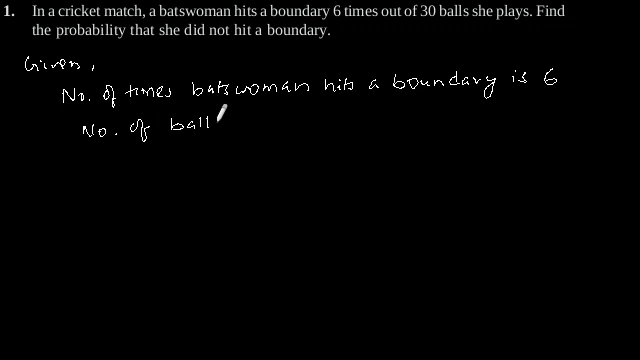 1. In a cricket match, a batswoman hits a boundary 6 times out of 30 balls she plays. Find
the probability that she did not hit a boundary.
Given,
No. of times batswoman hits a boundary is 6
No. of ball